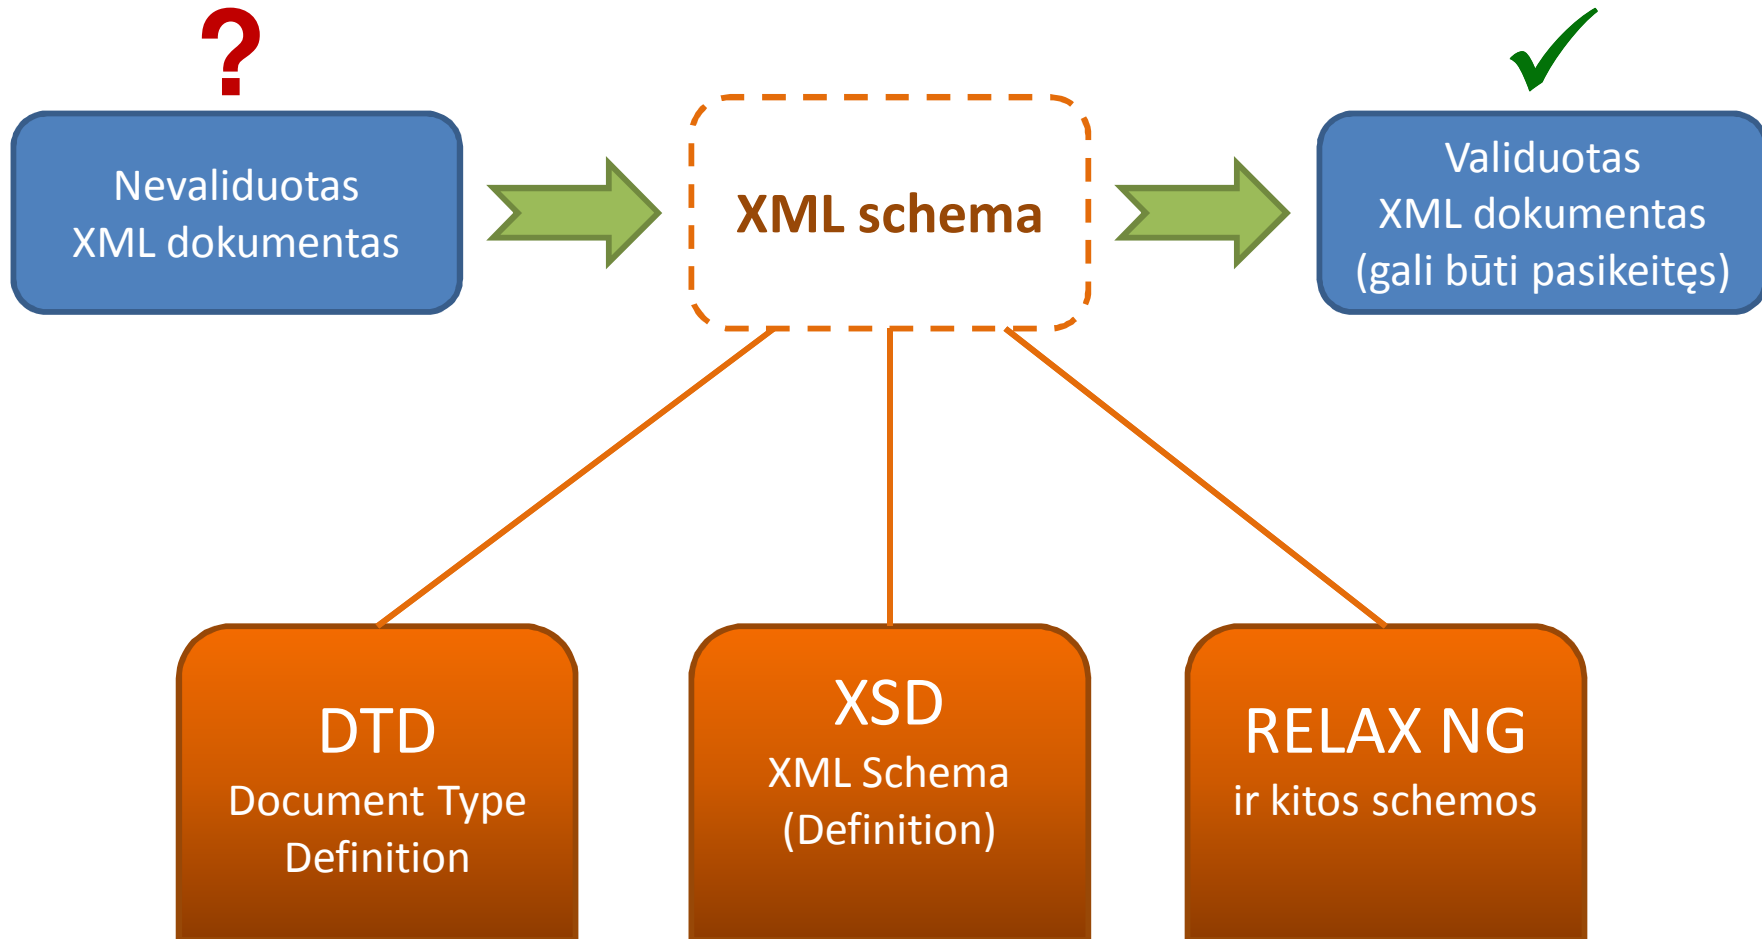 ?
Nevaliduotas
XML dokumentas
XML schema
Validuotas
XML dokumentas
(gali būti pasikeitęs)
DTD
Document Type
Definition
XSD
XML Schema
(Definition)
RELAX NG
ir kitos schemos